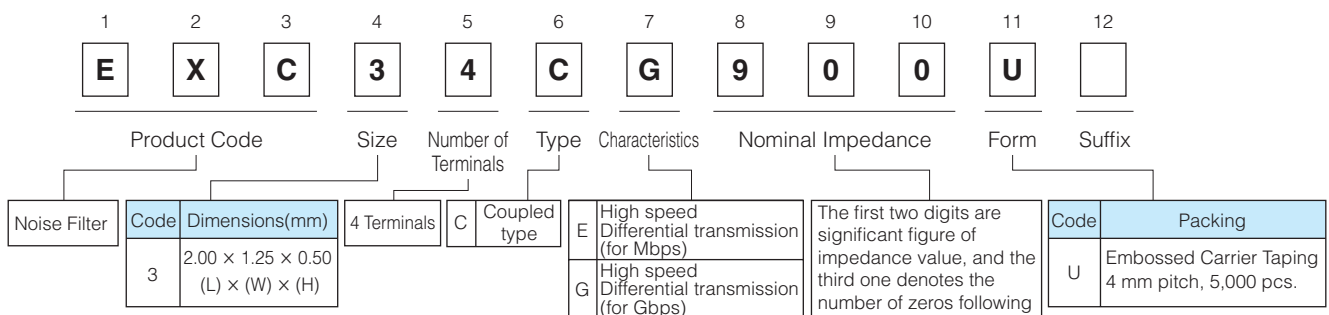 1 2 3 4 5 6 7 8 9 10 11 12
E X C 3 4 C G 9 0 0 U
Product Code Size Number of Terminals Type Characteristics Nominal Impedance Form Suffix
Noise Filter
Code Dimensions(mm)
3 2.00 × 1.25 × 0.50
(L) × (W) × (H)
4 Terminals
C Coupled
type
E High speed
Differential transmission
(for Mbps)
G High speed
Differential transmission
(for Gbps)
The first two digits are
significant figure of
impedance value, and the
third one denotes the
number of zeros following
Code Packing
U Embossed Carrier Taping
4 mm pitch, 5,000 pcs.